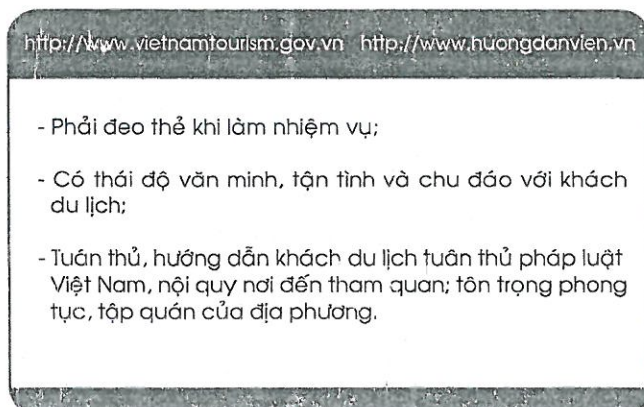 http://www.vietnamtourism.gov.vn http://www.huongdanvien.vn
- Phải đeo thẻ khi làm nhiệm vụ;
- Có thái độ văn minh, tận tình và chu đáo với khách
du lịch;
- Tuân thủ, hướng dẫn khách du lịch tuân thủ pháp luật
Việt Nam, nội quy nơi đến tham quan; tôn trọng phong
tục, tập quán của địa phương.